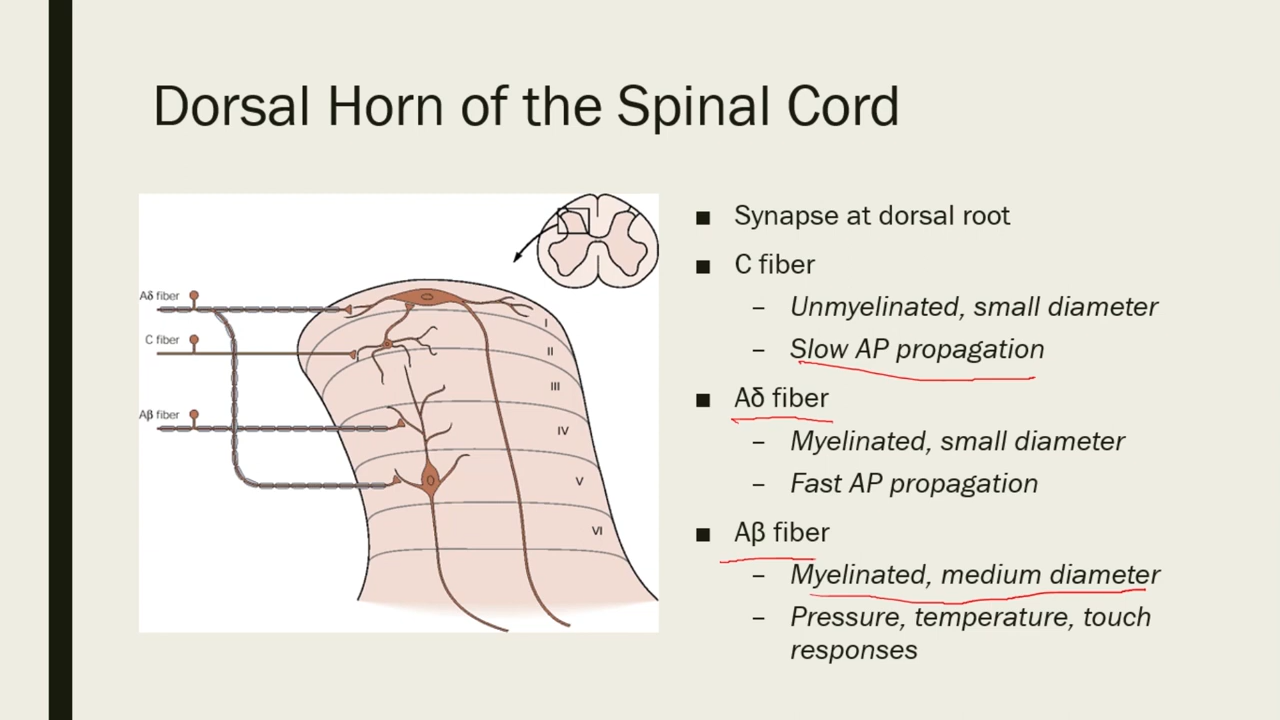 Dorsal Horn of the Spinal Cord
Aδ fiber
C fiber
Aβ fiber
I
II
III
IV
V
VI
■ Synapse at dorsal root
■ C fiber
– Unmyelinated, small diameter
– Slow AP propagation
■ Aδ fiber
– Myelinated, small diameter
– Fast AP propagation
■ Aβ fiber
– Myelinated, medium diameter
– Pressure, temperature, touch
responses